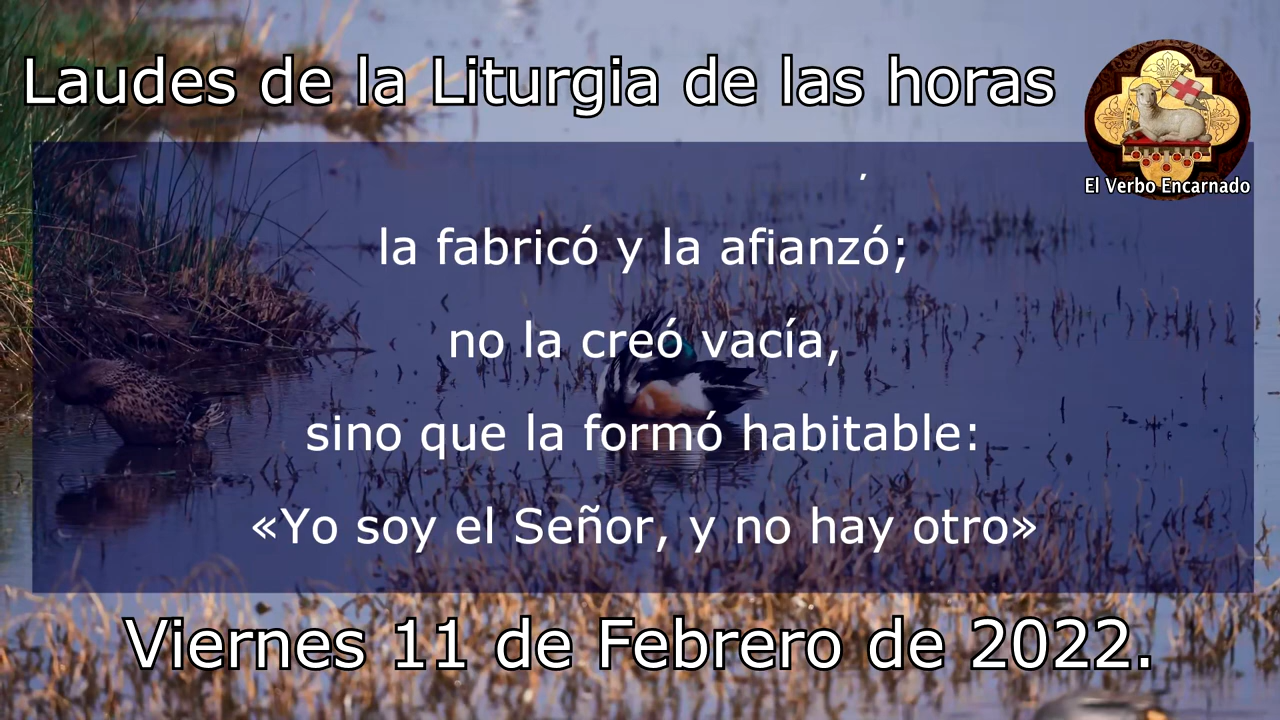 Laudes de la Liturgia de las horas
El Verbo Encarnado
la fabricó y la afianzó;
no la creó vacía,
sino que la formó habitable:
«Yo soy el Señor, y no hay otro»
Viernes 11 de Febrero de 2022.